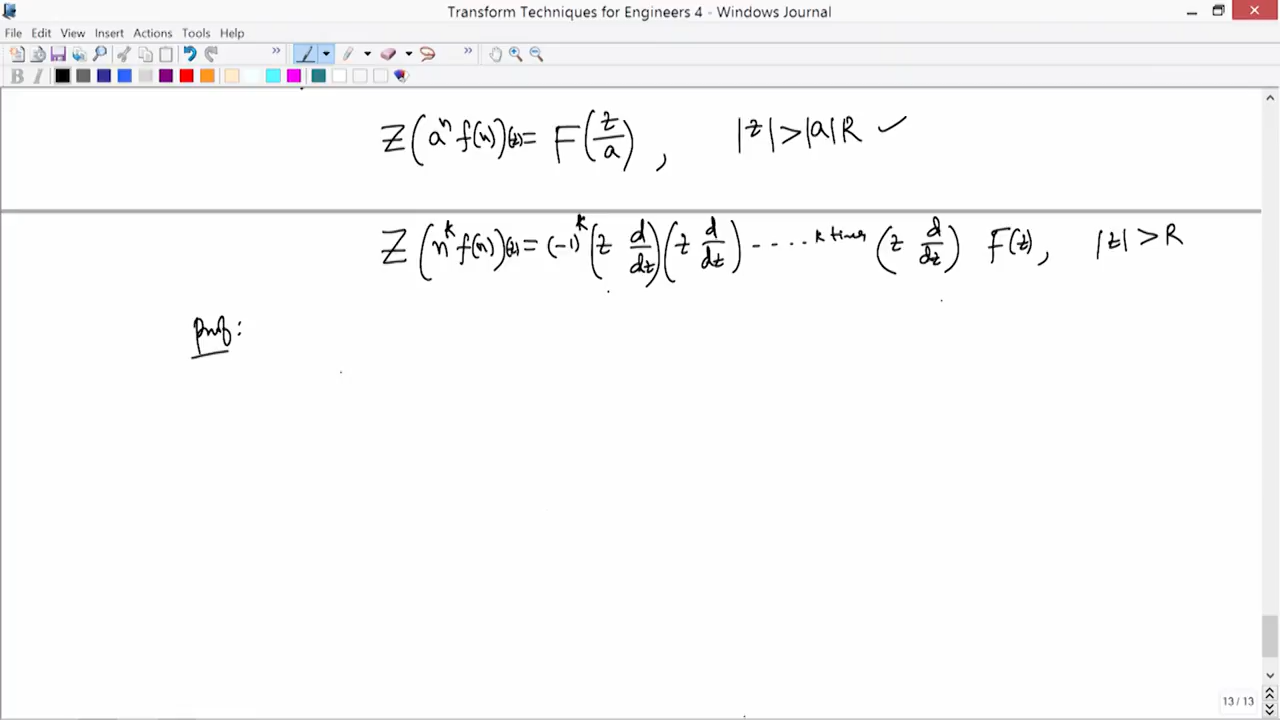 Transform Techniques for Engineers 4 - Windows Journal
File Edit View Insert Actions Tools Help
Z(aⁿ f(n))(z) = F(z/a), |z| > |a| R ✓
Z(nᵏ f(n))(z) = (-1)ᵏ (z d/dz)(z d/dz) ---.... k times (z d/dz) F(z), |z| > R
Proof:
13 / 13